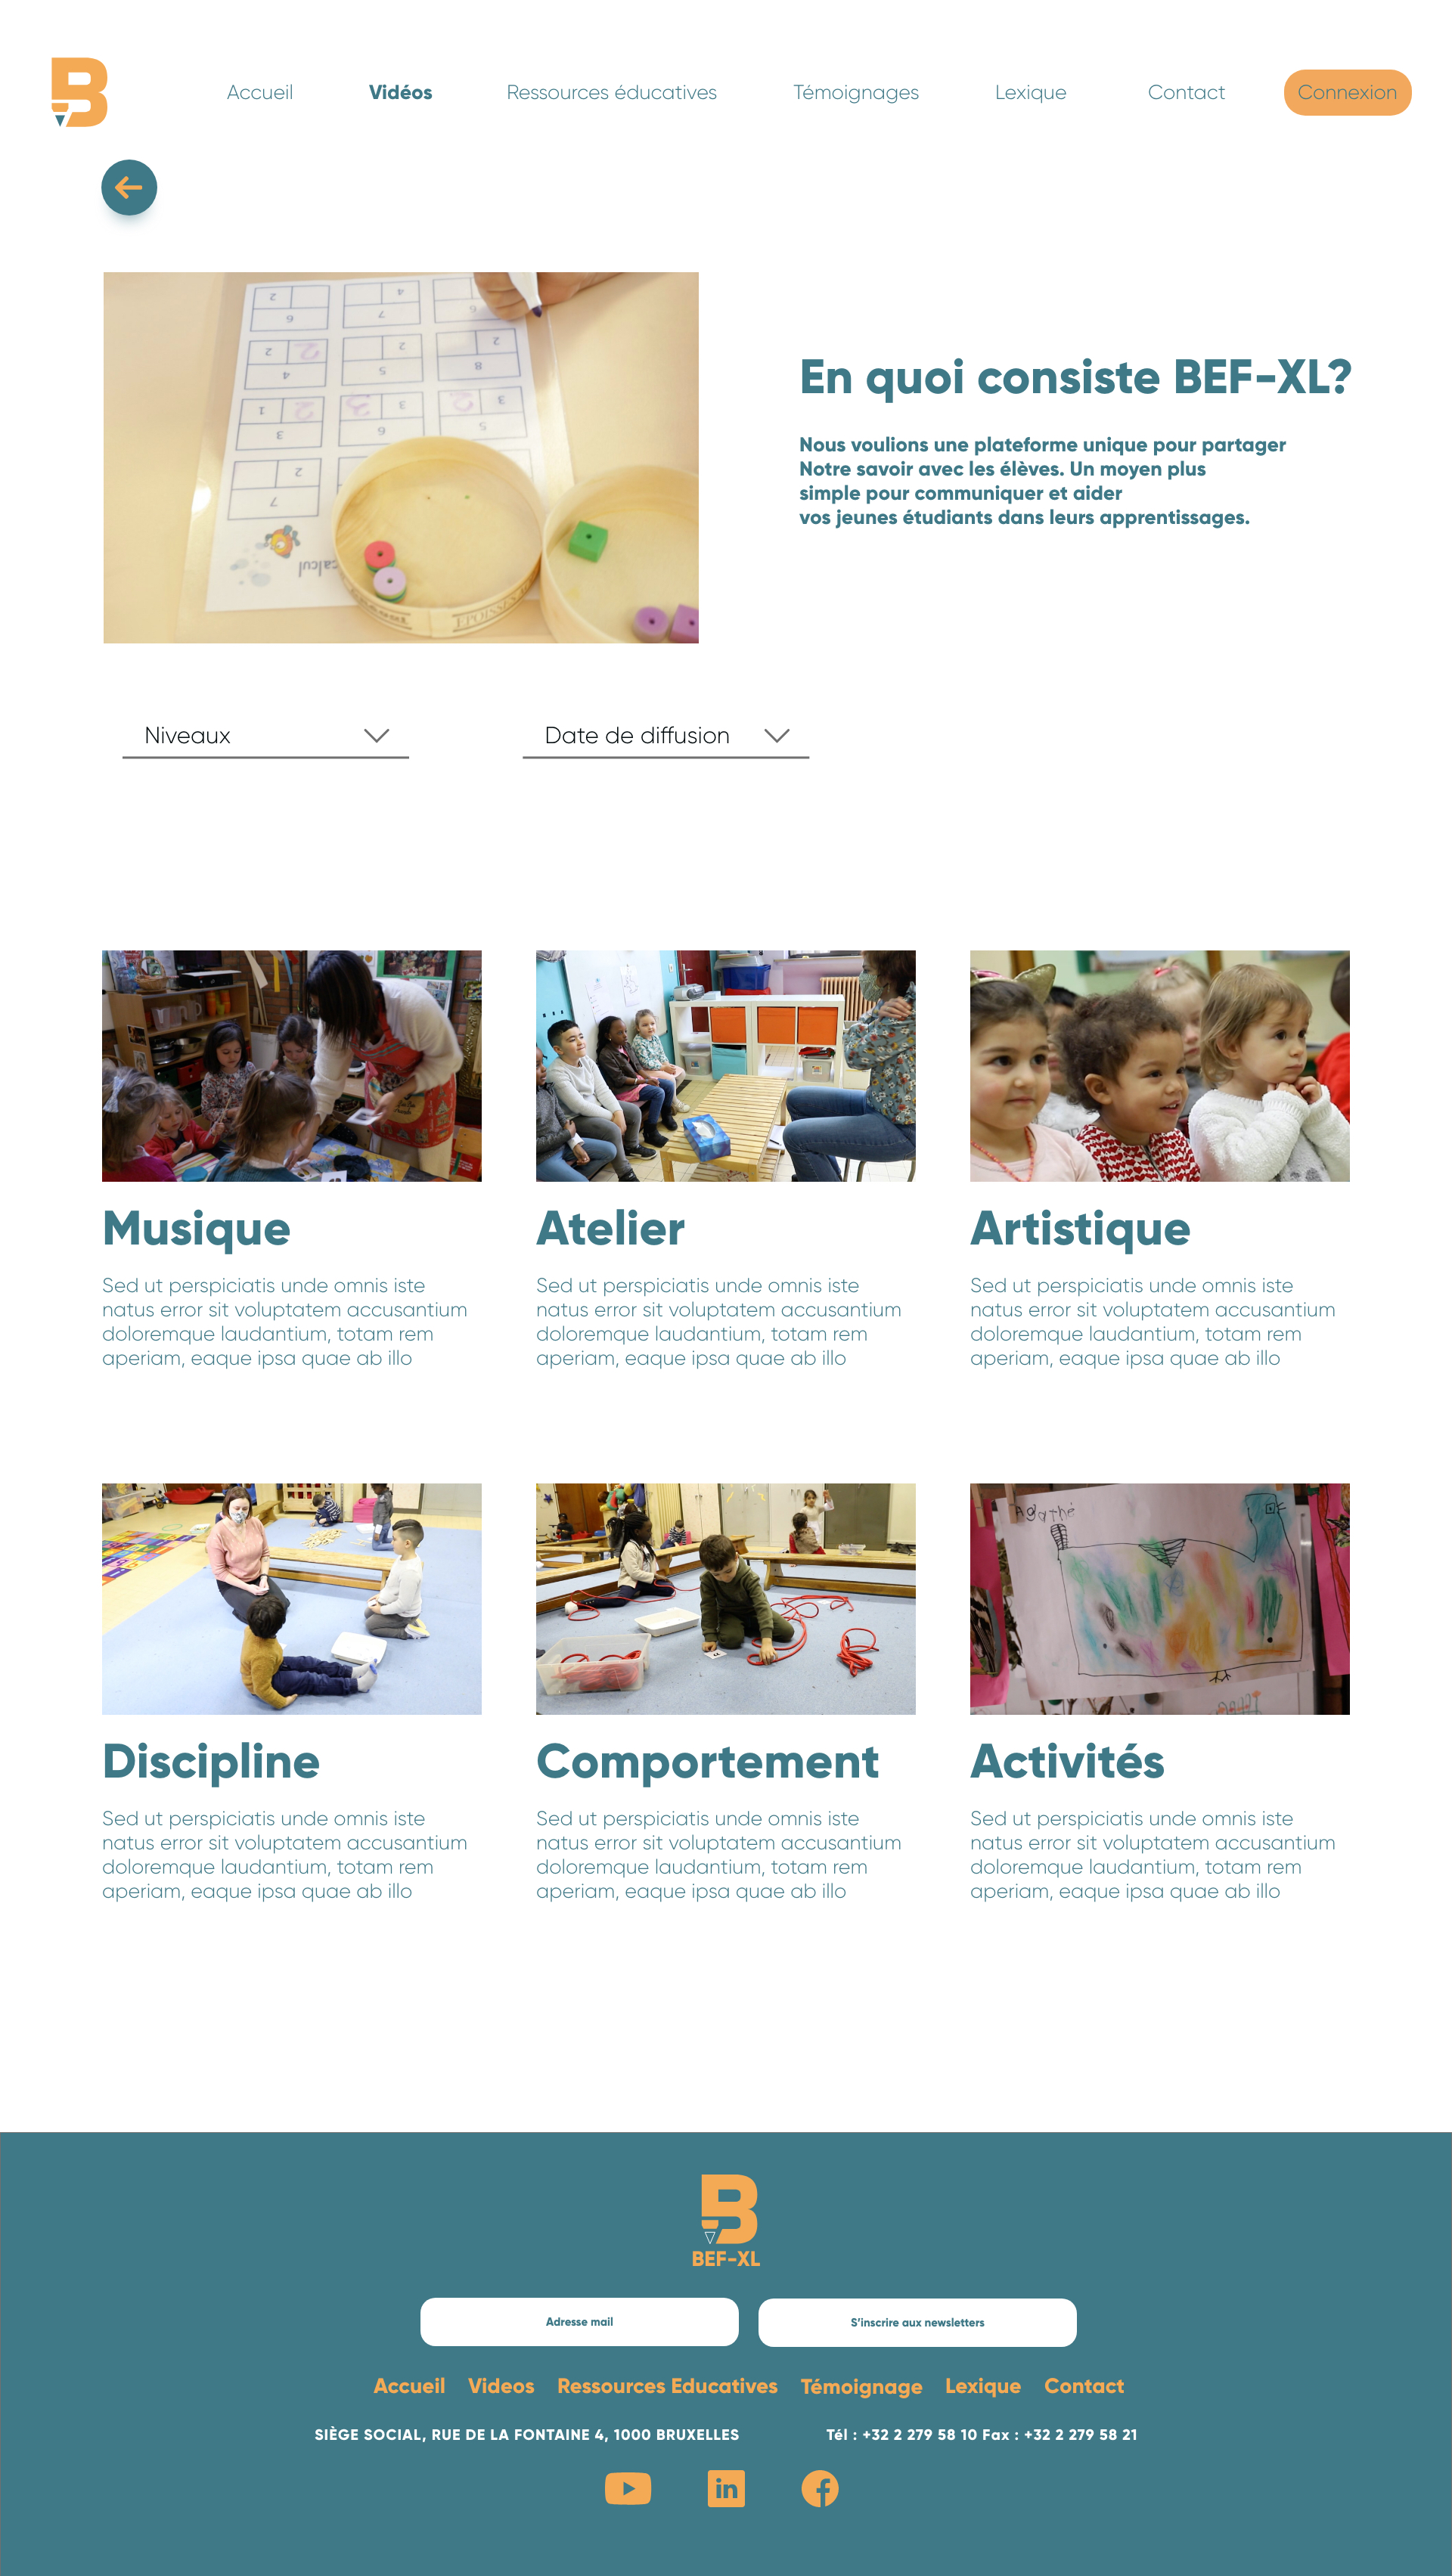 B
Accueil
Vidéos
Ressources éducatives
Témoignages
Lexique
Contact
Connexion
En quoi consiste BEF-XL?
Nous voulions une plateforme unique pour partager
Notre savoir avec les élèves. Un moyen plus
simple pour communiquer et aider
vos jeunes étudiants dans leurs apprentissages.
calcul
Niveaux
Date de diffusion
Musique
Sed ut perspiciatis unde omnis iste
natus error sit voluptatem accusantium
doloremque laudantium, totam rem
aperiam, eaque ipsa quae ab illo
Atelier
Sed ut perspiciatis unde omnis iste
natus error sit voluptatem accusantium
doloremque laudantium, totam rem
aperiam, eaque ipsa quae ab illo
Artistique
Sed ut perspiciatis unde omnis iste
natus error sit voluptatem accusantium
doloremque laudantium, totam rem
aperiam, eaque ipsa quae ab illo
Agathé
Discipline
Sed ut perspiciatis unde omnis iste
natus error sit voluptatem accusantium
doloremque laudantium, totam rem
aperiam, eaque ipsa quae ab illo
Comportement
Sed ut perspiciatis unde omnis iste
natus error sit voluptatem accusantium
doloremque laudantium, totam rem
aperiam, eaque ipsa quae ab illo
Activités
Sed ut perspiciatis unde omnis iste
natus error sit voluptatem accusantium
doloremque laudantium, totam rem
aperiam, eaque ipsa quae ab illo
B
BEF-XL
Adresse mail
S'inscrire aux newsletters
Accueil
Videos
Ressources Educatives
Témoignage
Lexique
Contact
SIÈGE SOCIAL, RUE DE LA FONTAINE 4, 1000 BRUXELLES
Tél : +32 2 279 58 10 Fax : +32 2 279 58 21
in